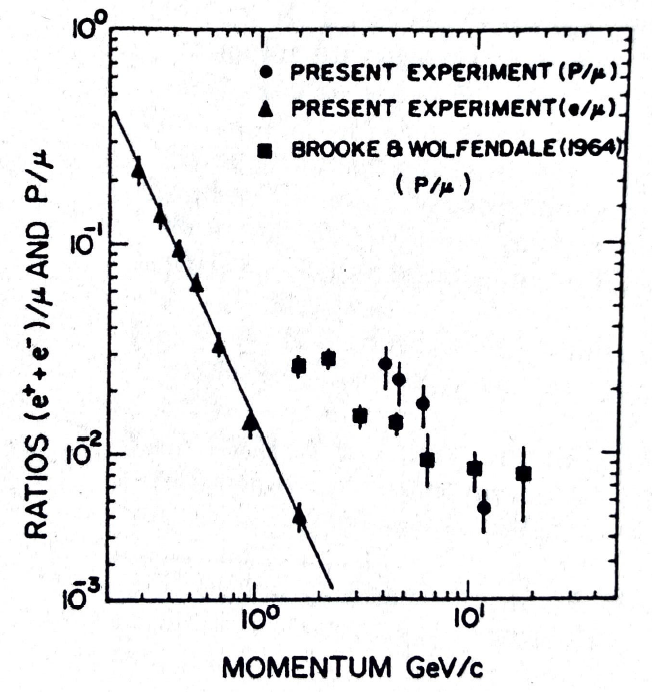 10⁰
● PRESENT EXPERIMENT (P/μ)
▲ PRESENT EXPERIMENT (e/μ)
■ BROOKE & WOLFENDALE (1964)
( P/μ )
10⁻¹
10⁻²
10⁻³
RATIOS (e⁺+e⁻)/μ AND P/μ
10⁰ 10¹
MOMENTUM GeV/c